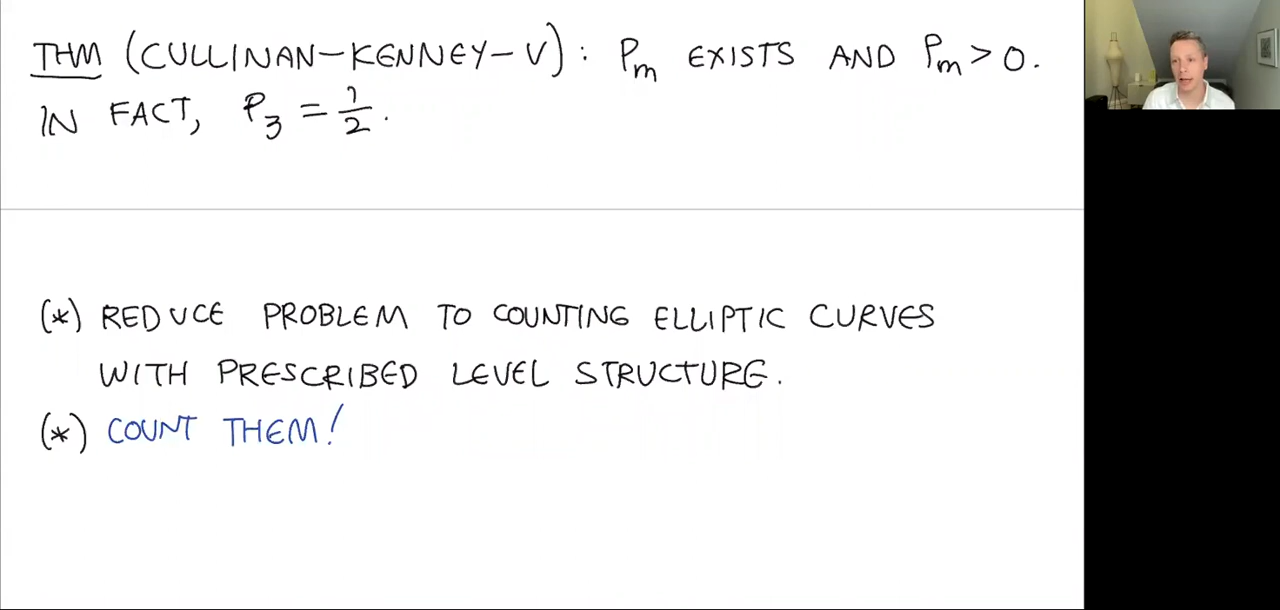 THM (CULLINAN-KENNEY-V): Pm EXISTS AND Pm > 0.
IN FACT, P3 = 1/2.
(*) REDUCE PROBLEM TO COUNTING ELLIPTIC CURVES
WITH PRESCRIBED LEVEL STRUCTURE.
(*) COUNT THEM!